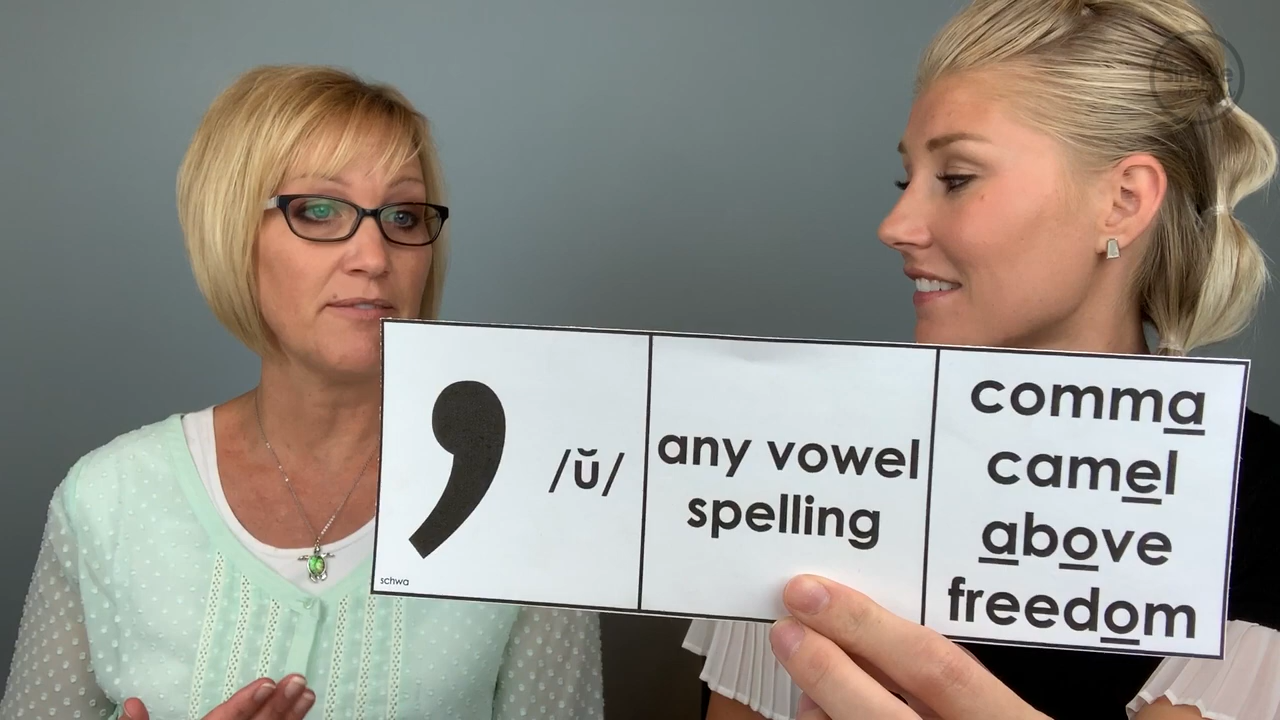 ,
/ŭ/
schwa
any vowel
spelling
comma
camel
above
freedom